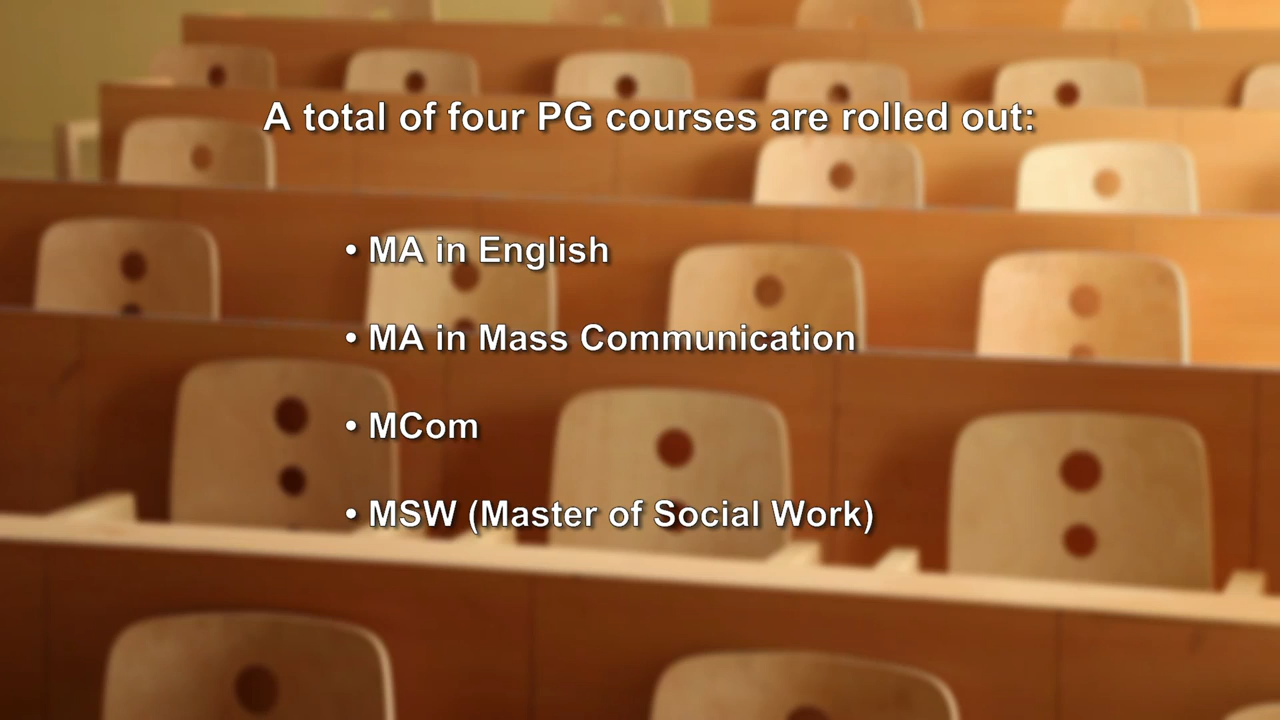 A total of four PG courses are rolled out:
• MA in English
• MA in Mass Communication
• MCom
• MSW (Master of Social Work)